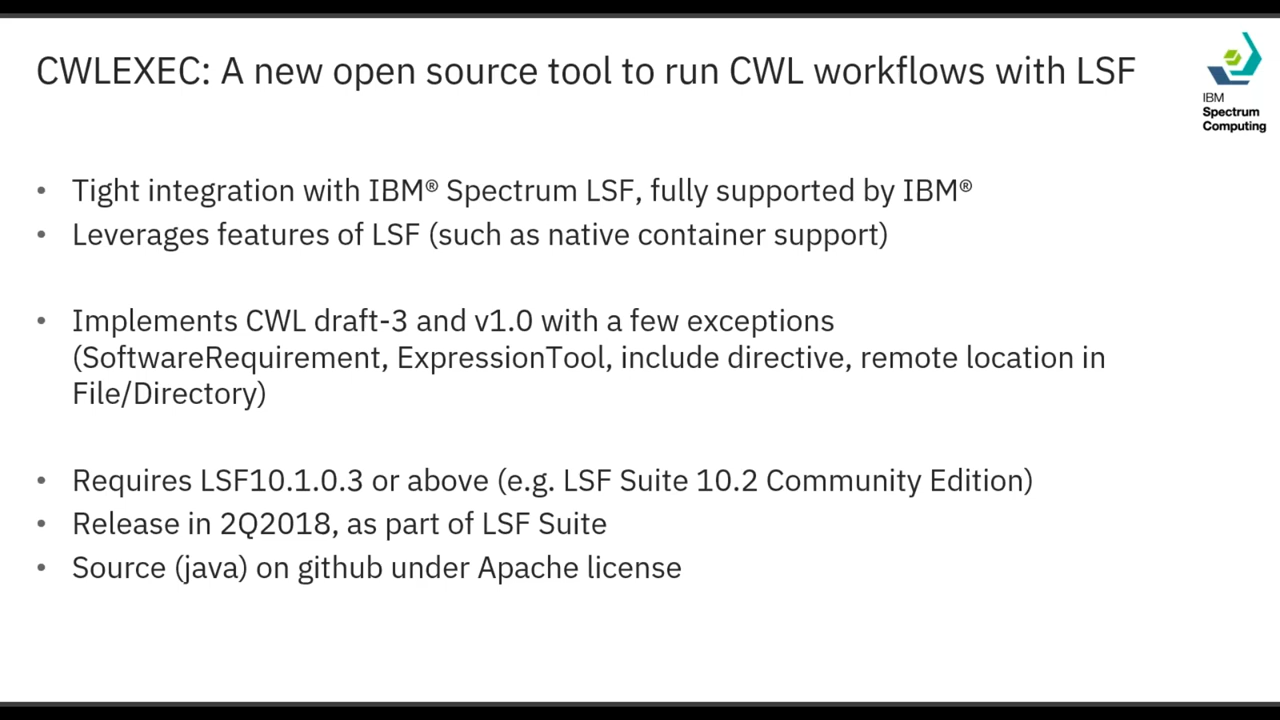 CWLEXEC: A new open source tool to run CWL workflows with LSF
IBM
Spectrum
Computing
• Tight integration with IBM® Spectrum LSF, fully supported by IBM®
• Leverages features of LSF (such as native container support)
• Implements CWL draft-3 and v1.0 with a few exceptions
(SoftwareRequirement, ExpressionTool, include directive, remote location in
File/Directory)
• Requires LSF10.1.0.3 or above (e.g. LSF Suite 10.2 Community Edition)
• Release in 2Q2018, as part of LSF Suite
• Source (java) on github under Apache license